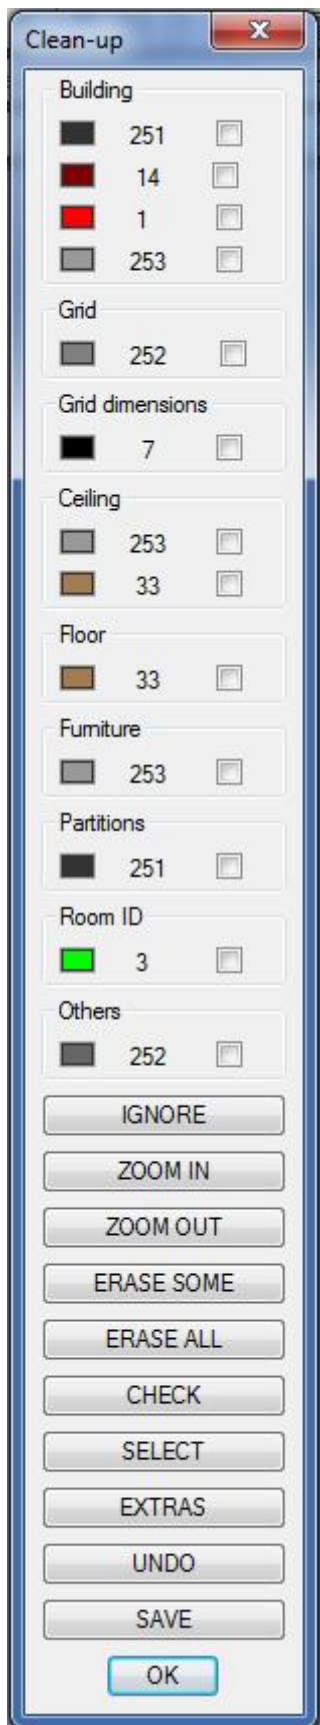 Clean-up
Building
251
14
1
253
Grid
252
Grid dimensions
7
Ceiling
253
33
Floor
33
Furniture
253
Partitions
251
Room ID
3
Others
252
IGNORE
ZOOM IN
ZOOM OUT
ERASE SOME
ERASE ALL
CHECK
SELECT
EXTRAS
UNDO
SAVE
OK